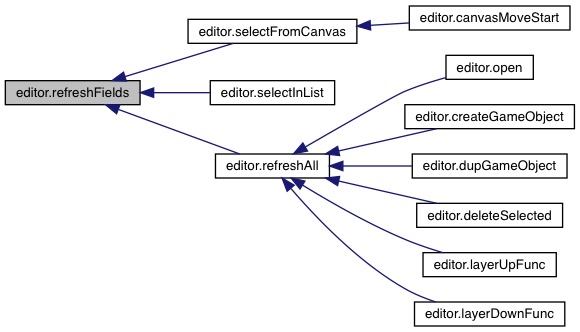 editor.canvasMoveStart
editor.selectFromCanvas
editor.open
editor.refreshFields
editor.selectInList
editor.createGameObject
editor.refreshAll
editor.dupGameObject
editor.deleteSelected
editor.layerUpFunc
editor.layerDownFunc